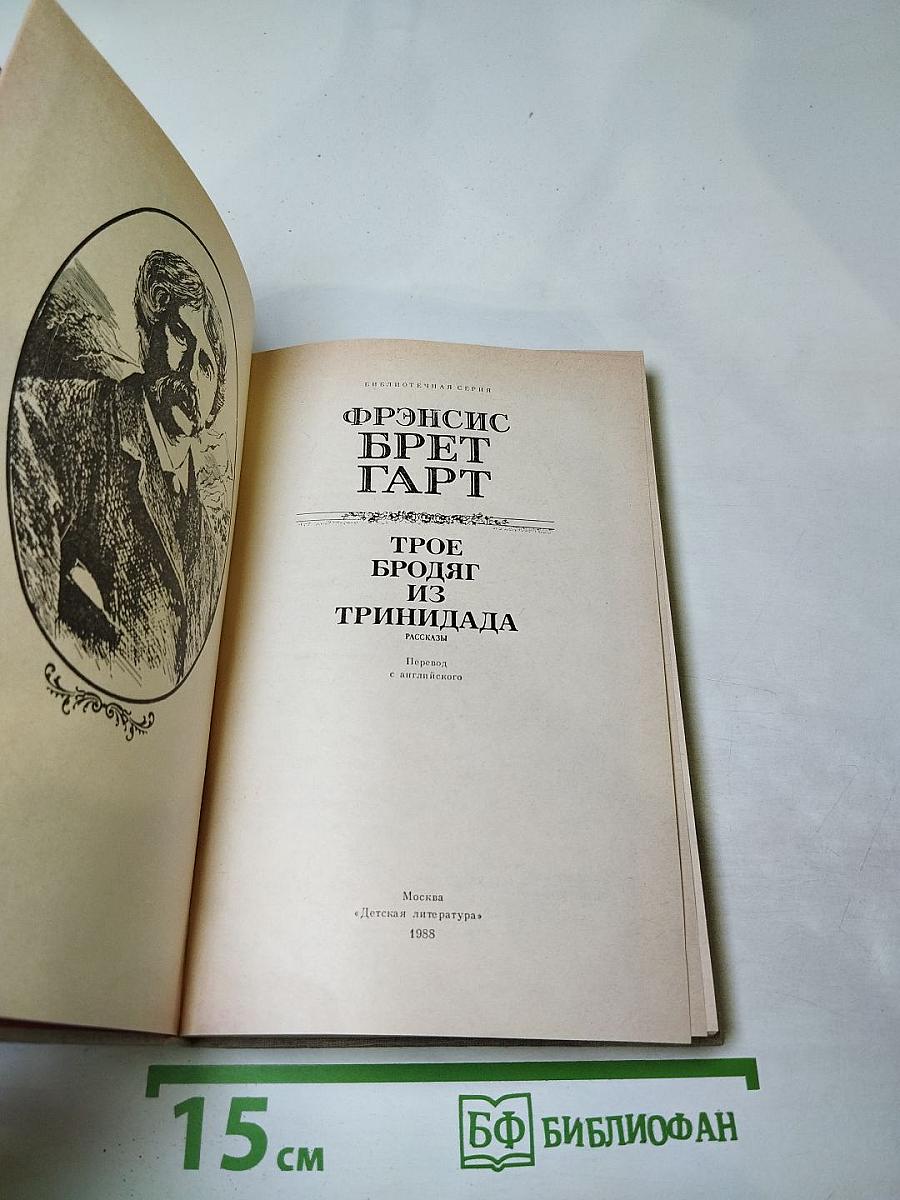 БИБЛИОТЕЧНАЯ СЕРИЯ
ФРЭНСИС
БРЕТ
ГАРТ
ТРОЕ
БРОДЯГ
ИЗ
ТРИНИДАДА
РАССКАЗЫ
Перевод
с английского
Москва
«Детская литература»
1988
15 см
БФ БИБЛИОФАН